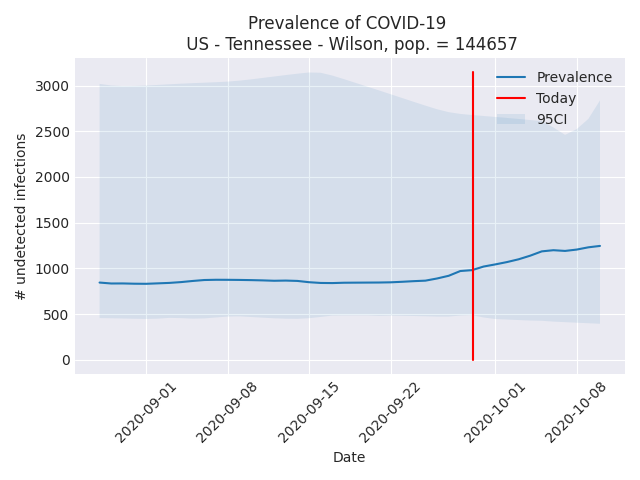 Prevalence of COVID-19
US - Tennessee - Wilson, pop. = 144657
# undetected infections
3000
2500
2000
1500
1000
500
0
Prevalence
Today
95CI
2020-09-01
2020-09-08
2020-09-15
2020-09-22
2020-10-01
2020-10-08
Date